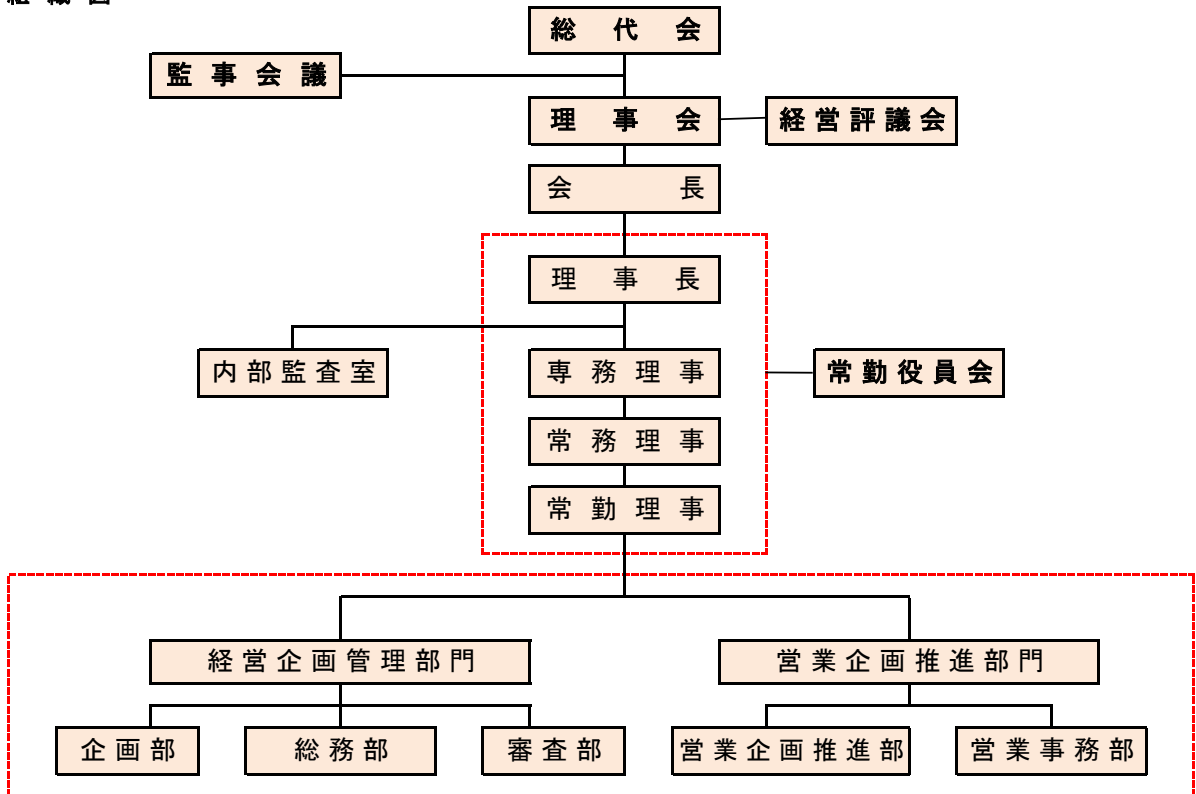 組織図
総代会
監事会議
理事会
経営評議会
会長
理事長
内部監査室
専務理事
常勤役員会
常務理事
常勤理事
経営企画管理部門
営業企画推進部門
企画部
総務部
審査部
営業企画推進部
営業事務部